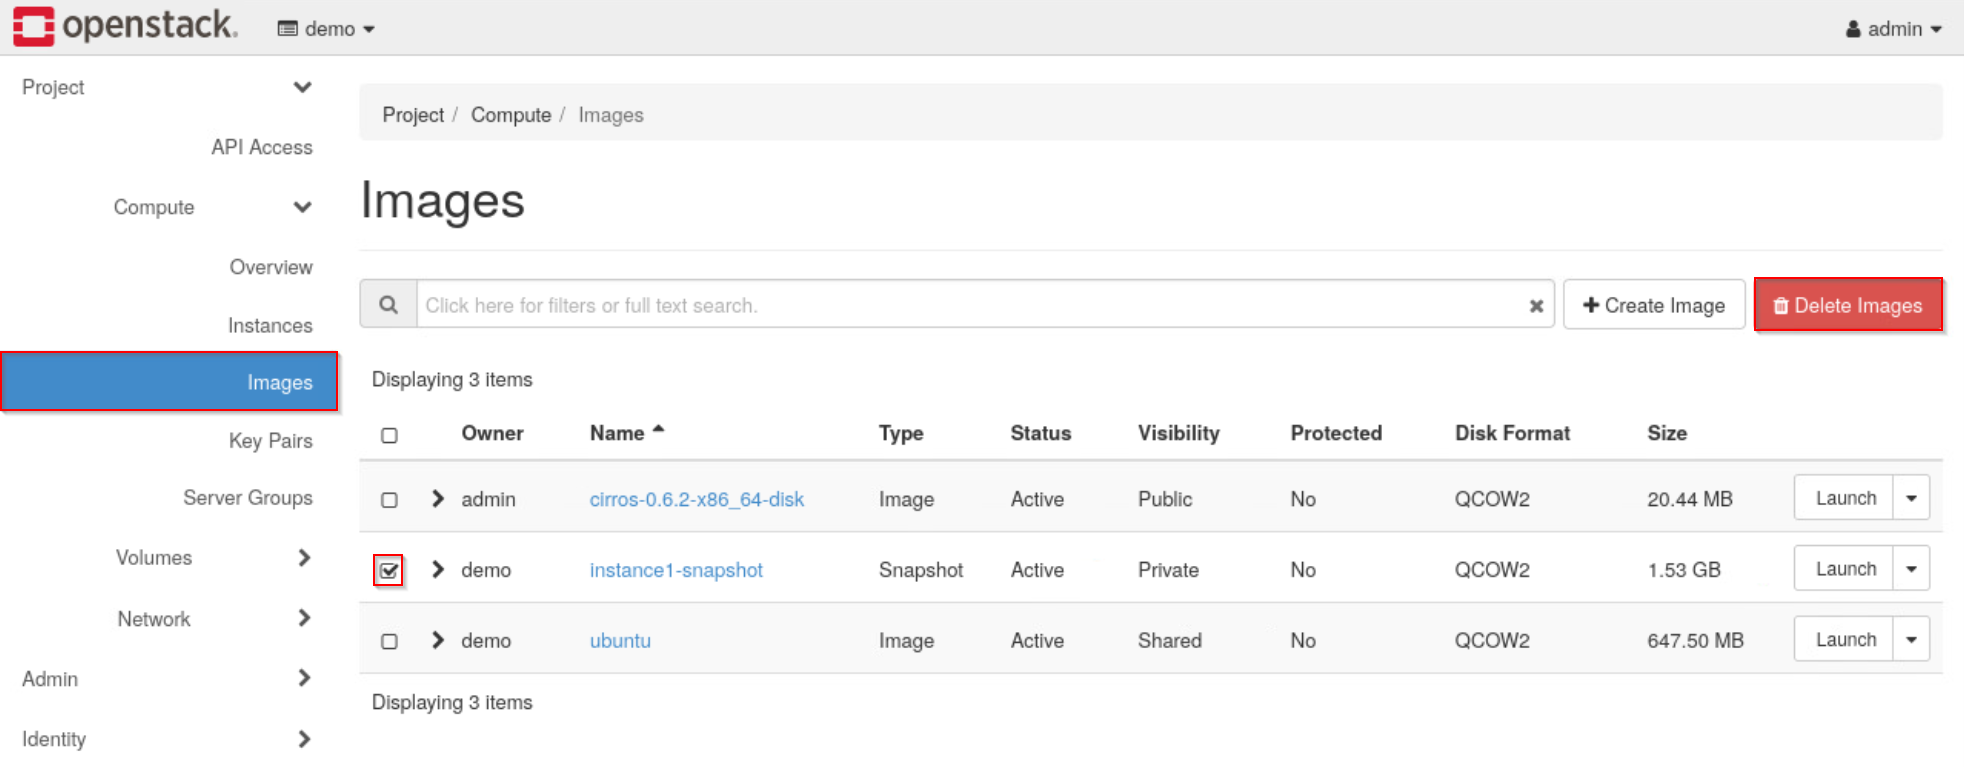 openstack. demo admin
Project
API Access
Compute
Overview
Instances
Images
Key Pairs
Server Groups
Volumes
Network
Admin
Identity
Project / Compute / Images
Images
Click here for filters or full text search. Create Image Delete Images
Displaying 3 items
Owner Name Type Status Visibility Protected Disk Format Size
admin cirros-0.6.2-x86_64-disk Image Active Public No QCOW2 20.44 MB Launch
demo instance1-snapshot Snapshot Active Private No QCOW2 1.53 GB Launch
demo ubuntu Image Active Shared No QCOW2 647.50 MB Launch
Displaying 3 items